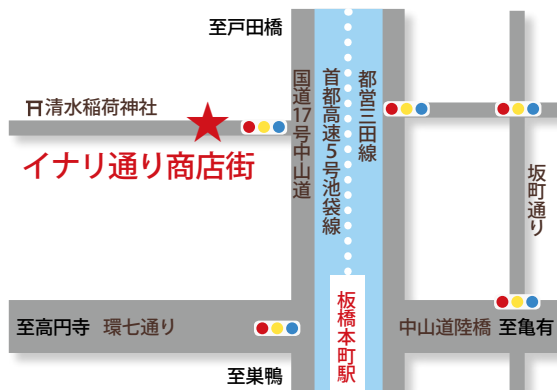 至戸田橋
清水稲荷神社
イナリ通り商店街
国道17号中山道
首都高速5号池袋線
都営三田線
坂町通り
至高円寺 環七通り
板橋本町駅
中山道陸橋 至亀有
至巣鴨